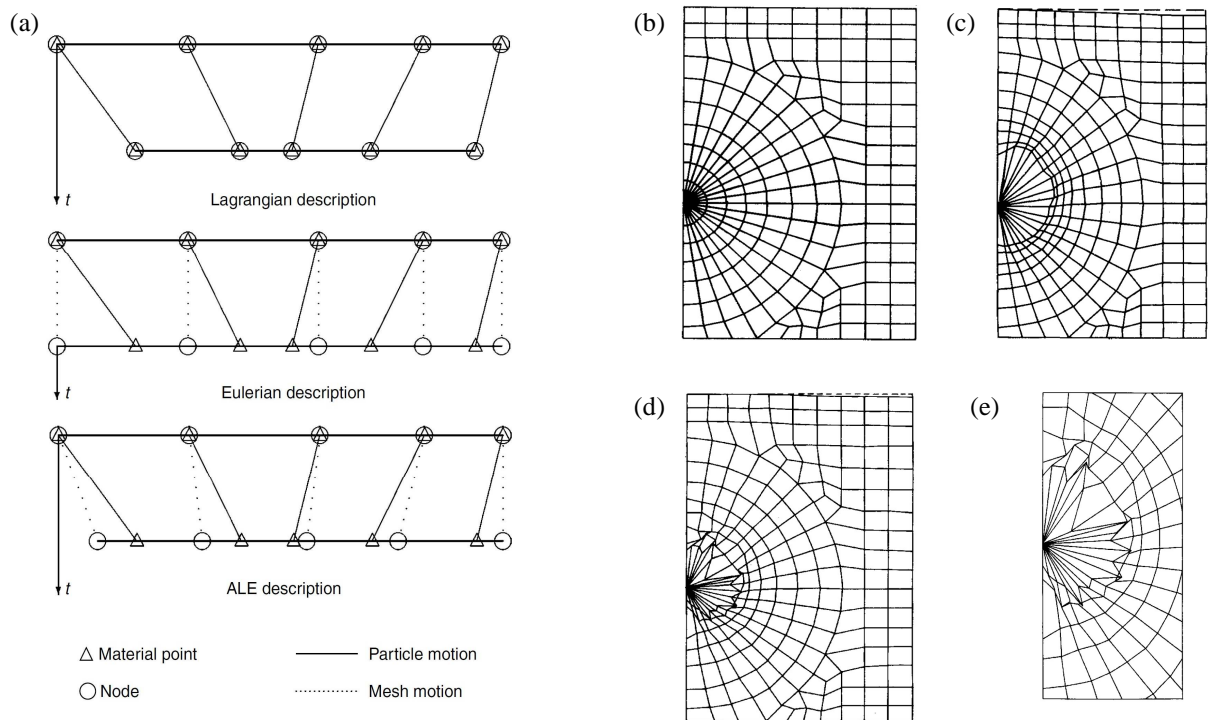 (a)
t
Lagrangian description
t
Eulerian description
t
ALE description
Material point
Particle motion
Node
Mesh motion
(b)
(c)
(d)
(e)